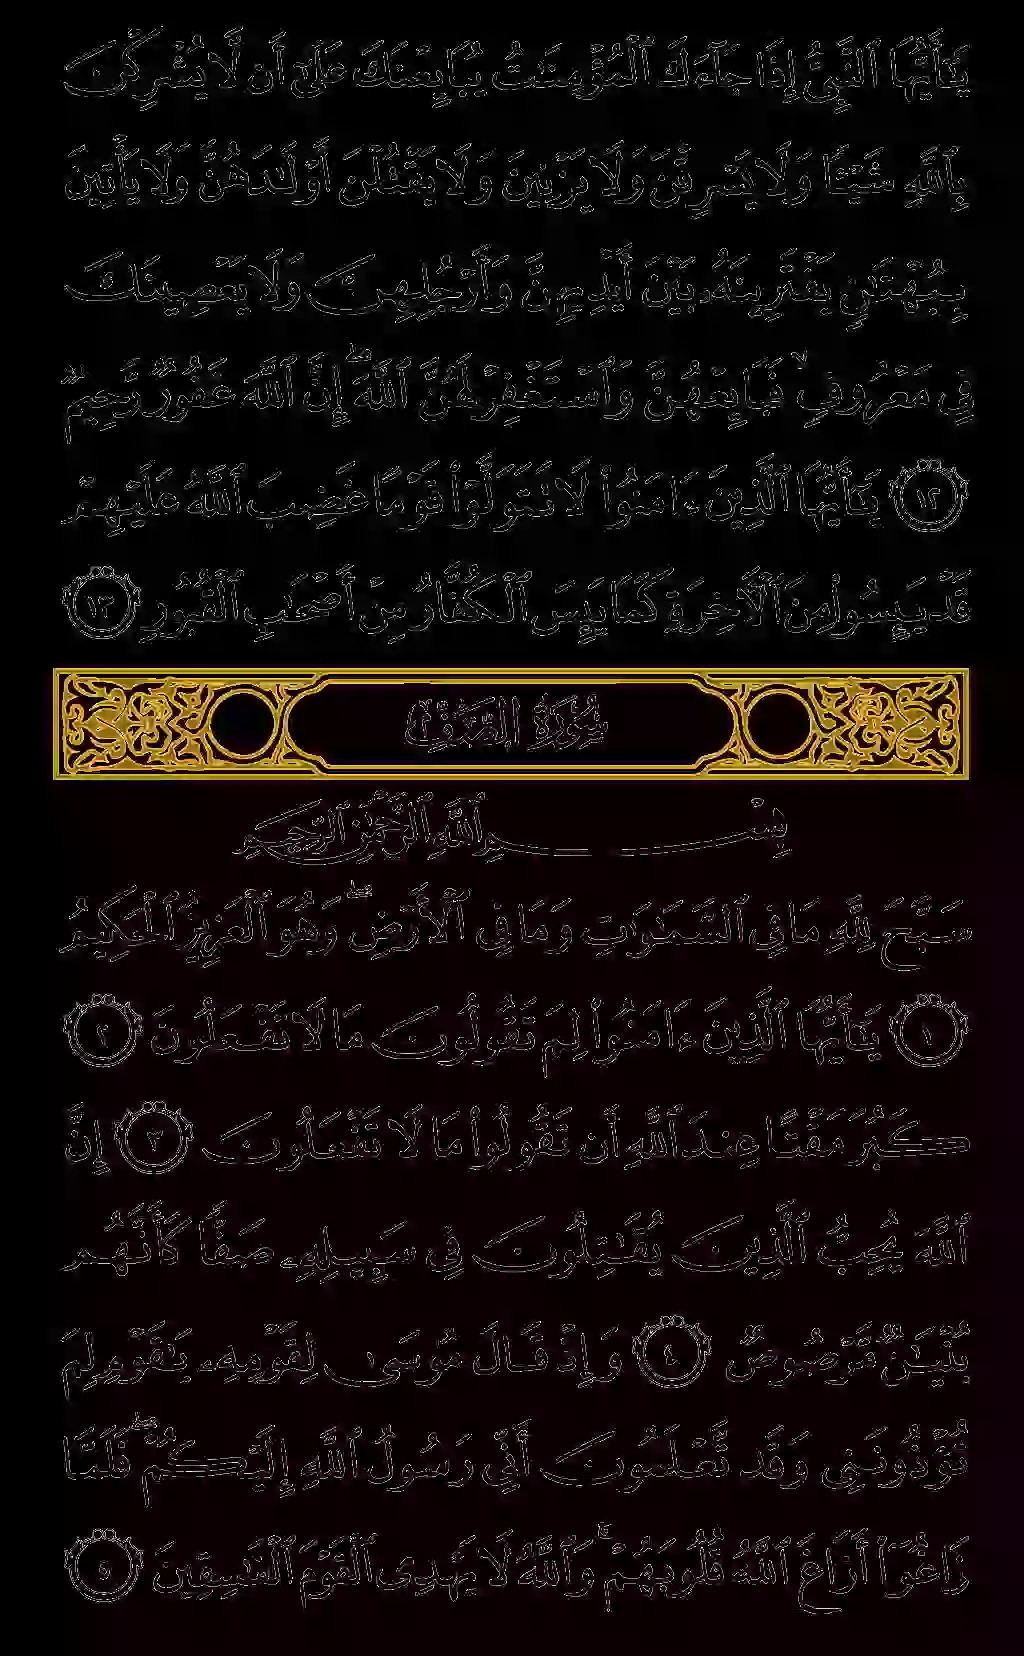 يَـٰٓأَيُّهَا ٱلنَّبِىُّ إِذَا جَآءَكَ ٱلْمُؤْمِنَـٰتُ يُبَايِعْنَكَ عَلَىٰٓ أَن لَّا يُشْرِكْنَ
بِٱللَّهِ شَيْـًٔا وَلَا يَسْرِقْنَ وَلَا يَزْنِينَ وَلَا يَقْتُلْنَ أَوْلَـٰدَهُنَّ وَلَا يَأْتِينَ
بِبُهْتَـٰنٍ يَفْتَرِينَهُۥ بَيْنَ أَيْدِيهِنَّ وَأَرْجُلِهِنَّ وَلَا يَعْصِينَكَ
فِى مَعْرُوفٍ ۙ فَبَايِعْهُنَّ وَٱسْتَغْفِرْ لَهُنَّ ٱللَّهَ ۖ إِنَّ ٱللَّهَ غَفُورٌ رَّحِيمٌ
١٢ يَـٰٓأَيُّهَا ٱلَّذِينَ ءَامَنُوا۟ لَا تَتَوَلَّوْا۟ قَوْمًا غَضِبَ ٱللَّهُ عَلَيْهِمْ
قَدْ يَئِسُوا۟ مِنَ ٱلْـَٔاخِرَةِ كَمَا يَئِسَ ٱلْكُفَّارُ مِنْ أَصْحَـٰبِ ٱلْقُبُورِ ١٣
سُورَةُ الصَّفِّ
بِسْمِ ٱللَّهِ ٱلرَّحْمَـٰنِ ٱلرَّحِيمِ
سَبَّحَ لِلَّهِ مَا فِى ٱلسَّمَـٰوَٰتِ وَمَا فِى ٱلْأَرْضِ ۖ وَهُوَ ٱلْعَزِيزُ ٱلْحَكِيمُ
١ يَـٰٓأَيُّهَا ٱلَّذِينَ ءَامَنُوا۟ لِمَ تَقُولُونَ مَا لَا تَفْعَلُونَ ٢
كَبُرَ مَقْتًا عِندَ ٱللَّهِ أَن تَقُولُوا۟ مَا لَا تَفْعَلُونَ ٣ إِنَّ
ٱللَّهَ يُحِبُّ ٱلَّذِينَ يُقَـٰتِلُونَ فِى سَبِيلِهِۦ صَفًّا كَأَنَّهُم
بُنْيَـٰنٌ مَّرْصُوصٌ ٤ وَإِذْ قَالَ مُوسَىٰ لِقَوْمِهِۦ يَـٰقَوْمِ لِمَ
تُؤْذُونَنِى وَقَد تَّعْلَمُونَ أَنِّى رَسُولُ ٱللَّهِ إِلَيْكُمْ ۖ فَلَمَّا
زَاغُوٓا۟ أَزَاغَ ٱللَّهُ قُلُوبَهُمْ ۚ وَٱللَّهُ لَا يَهْدِى ٱلْقَوْمَ ٱلْفَـٰسِقِينَ ٥